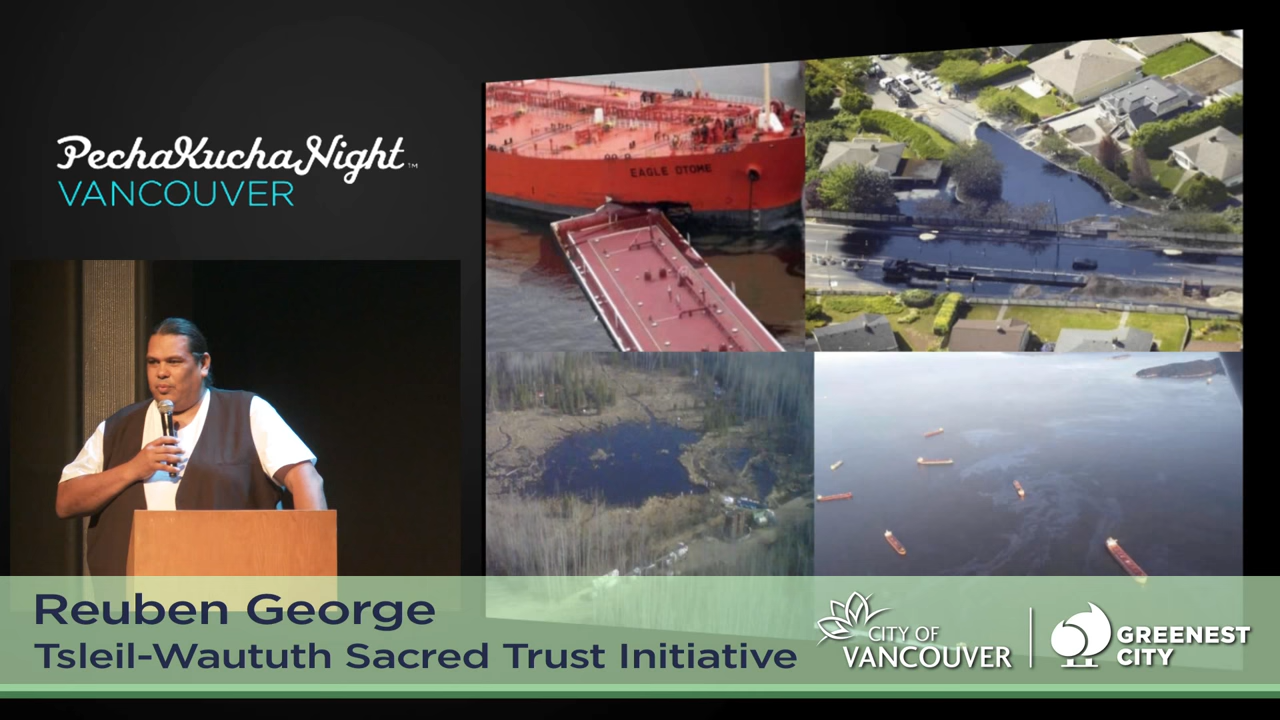 PechaKuchaNight™
VANCOUVER
EAGLE OTOME
Reuben George
Tsleil-Waututh Sacred Trust Initiative
CITY OF
VANCOUVER
GREENEST
CITY